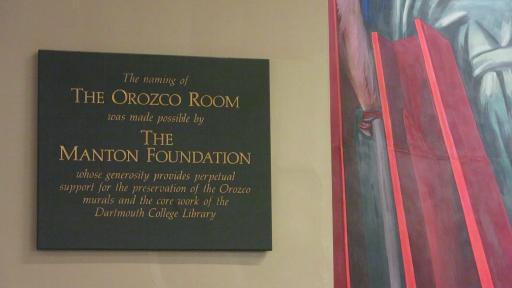 The naming of
THE OROZCO ROOM
was made possible by
THE
MANTON FOUNDATION
whose generosity provides perpetual
support for the preservation of the Orozco
murals and the core work of the
Dartmouth College Library